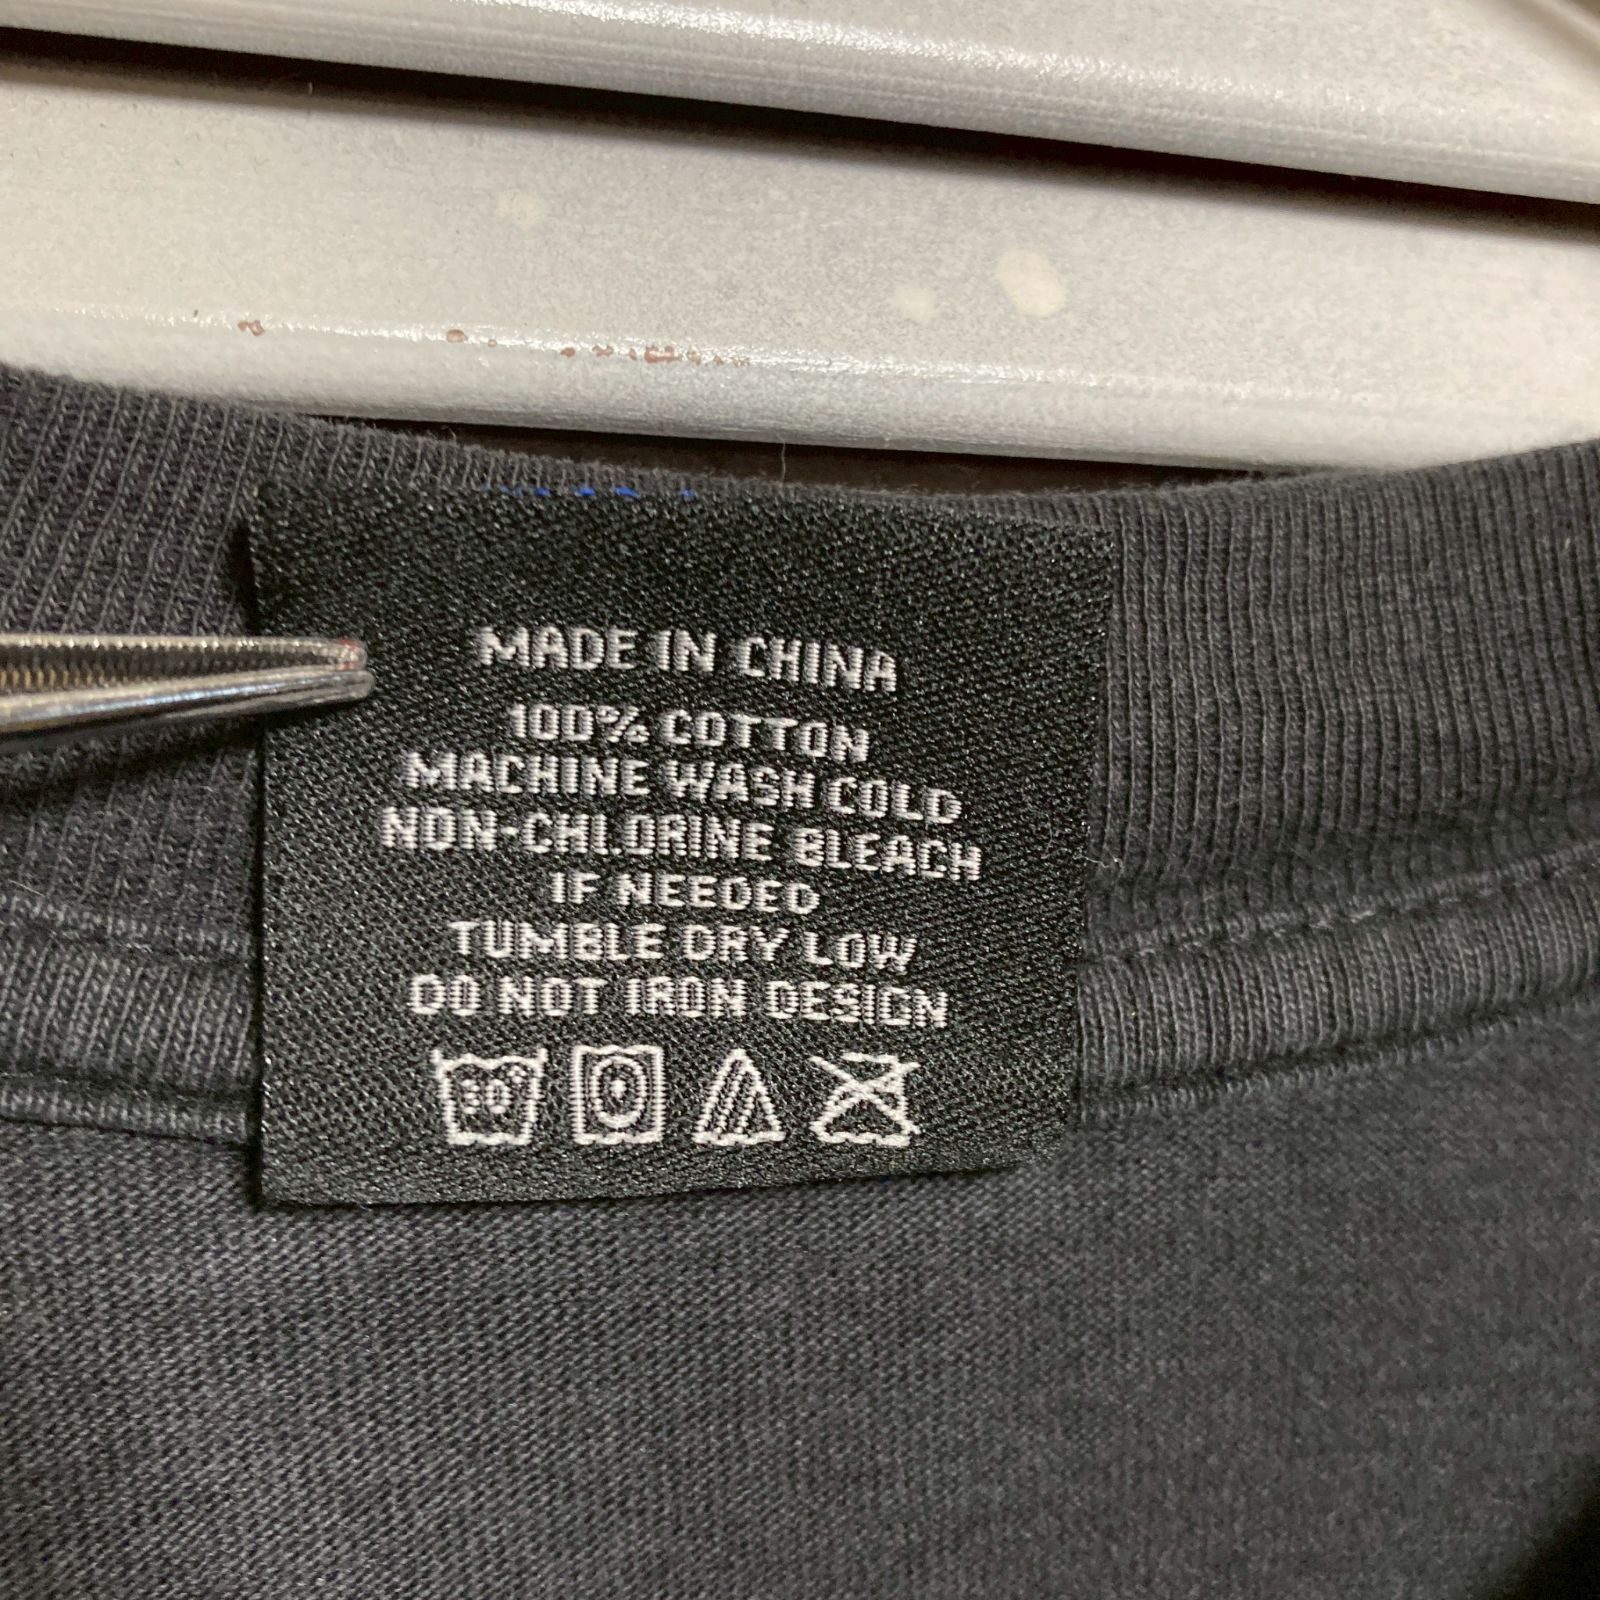 MADE IN CHINA
100% COTTON
MACHINE WASH COLD
NON-CHLORINE BLEACH
IF NEEDED
TUMBLE DRY LOW
DO NOT IRON DESIGN
30°